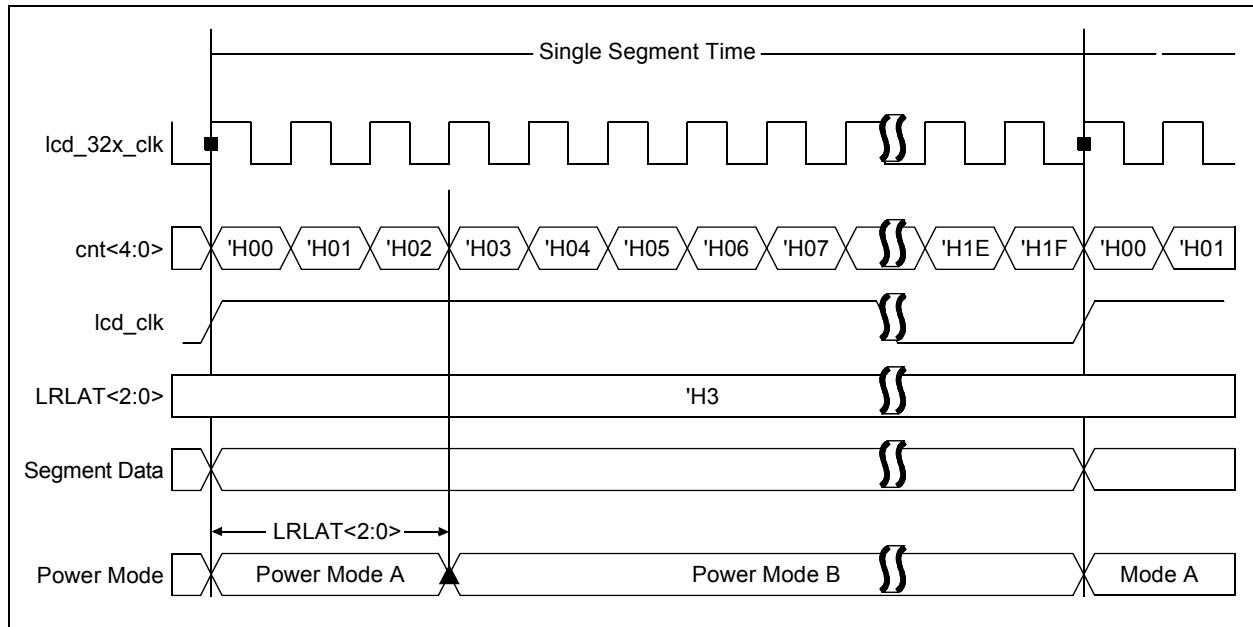 Single Segment Time
lcd_32x_clk
cnt<4:0> 'H00 'H01 'H02 'H03 'H04 'H05 'H06 'H07 'H1E 'H1F 'H00 'H01
lcd_clk
LRLAT<2:0> 'H3
Segment Data
LRLAT<2:0>
Power Mode Power Mode A Power Mode B Mode A